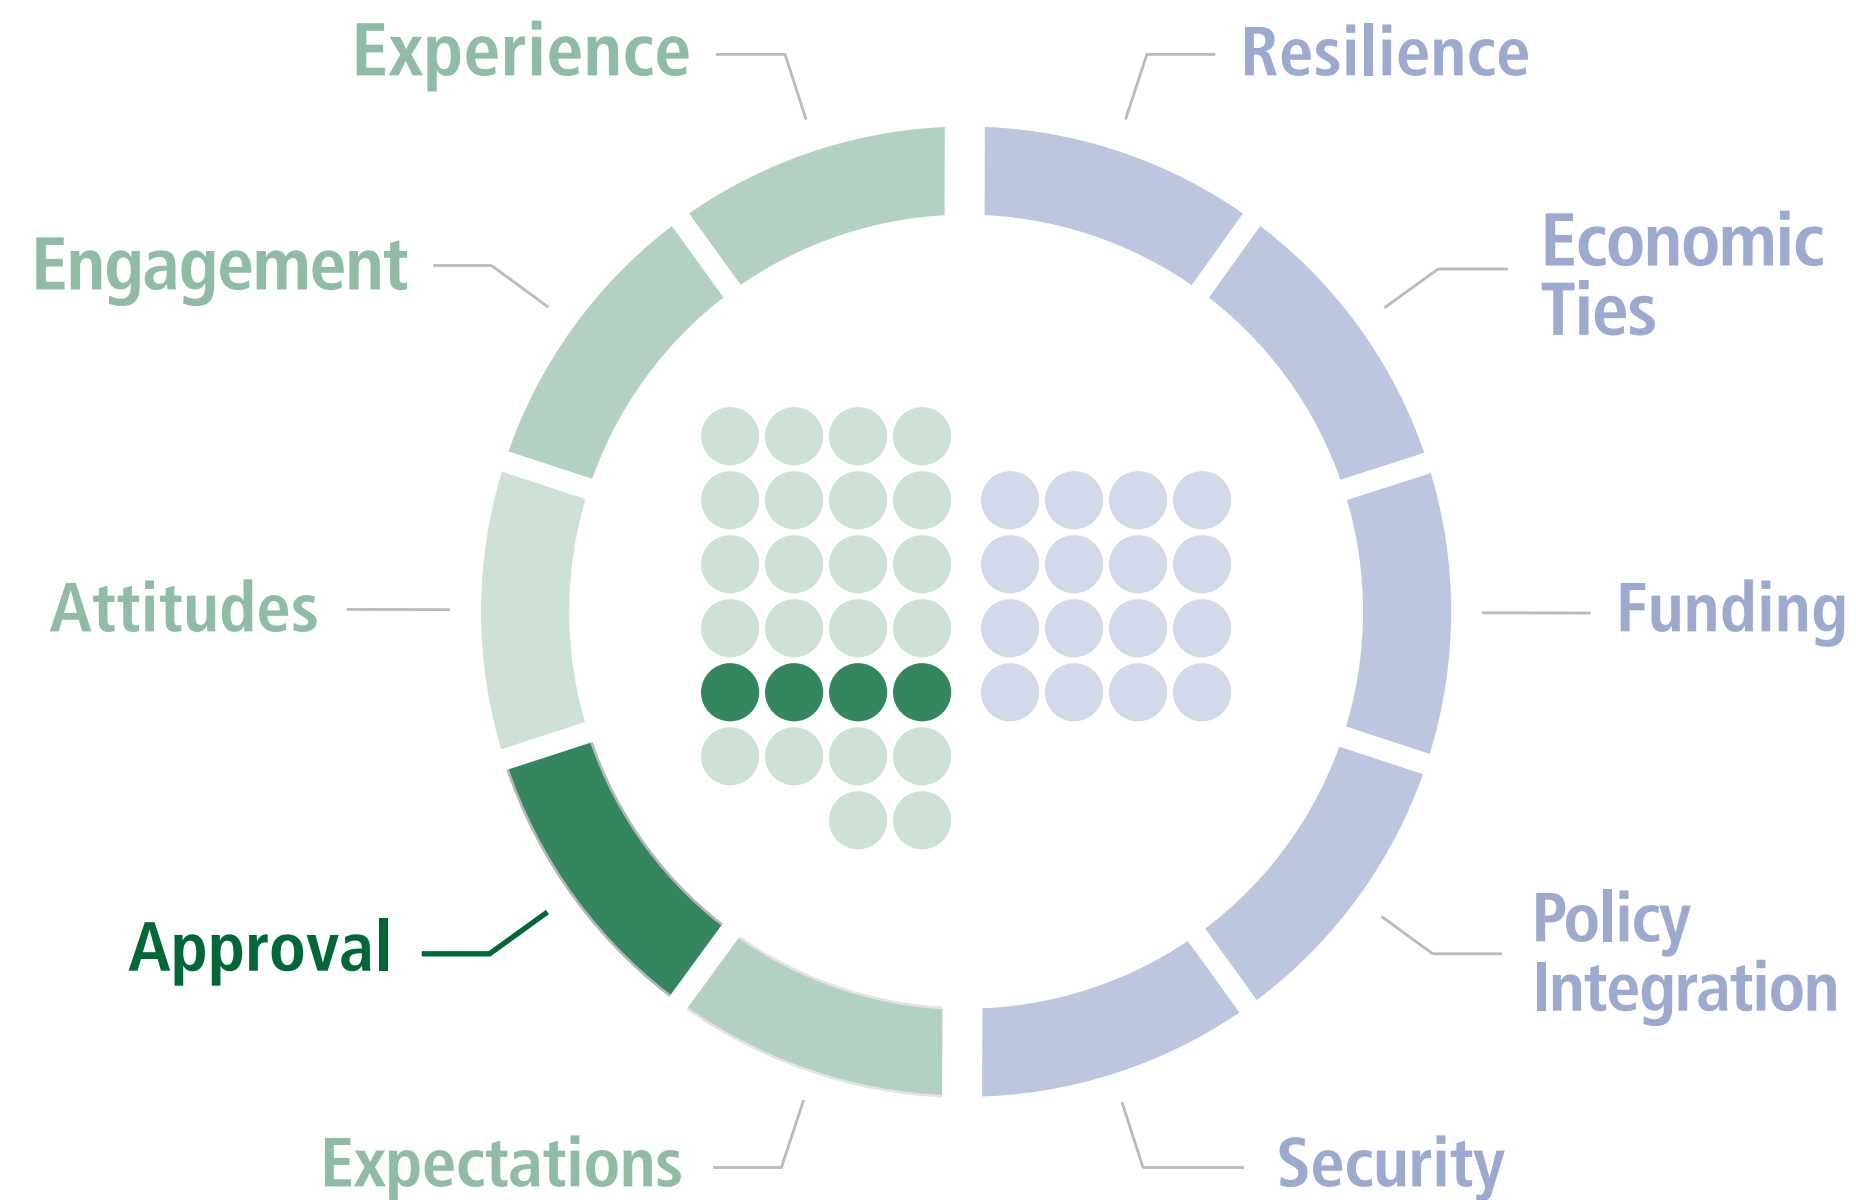 Experience
Resilience
Engagement
Economic
Ties
Attitudes
Funding
Approval
Policy
Integration
Expectations
Security